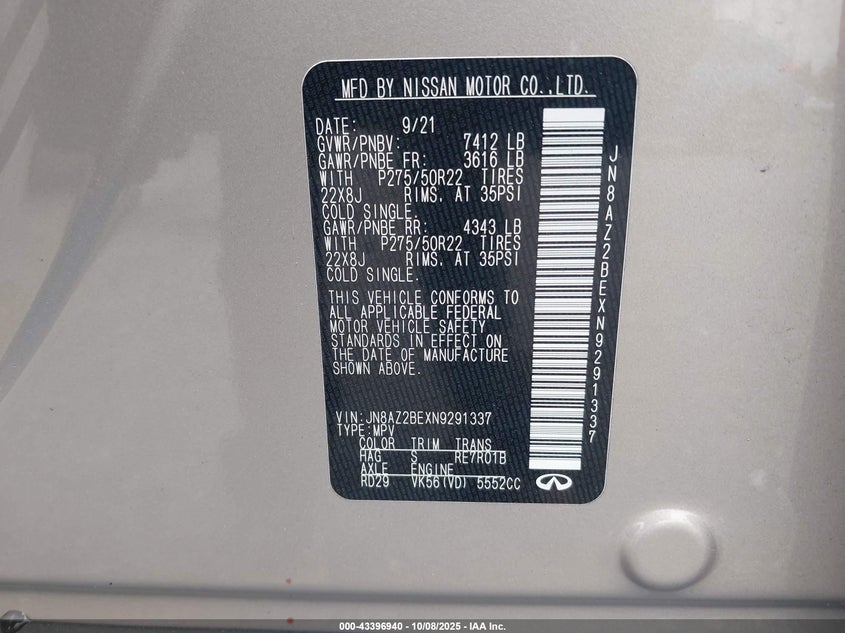 MFD BY NISSAN MOTOR CO.,LTD.
DATE: 9/21
GVWR/PNBV: 7412 LB
GAWR/PNBE FR: 3616 LB
WITH P275/50R22 TIRES
22X8J RIMS, AT 35PSI
COLD SINGLE.
GAWR/PNBE RR: 4343 LB
WITH P275/50R22 TIRES
22X8J RIMS. AT 35PSI
COLD SINGLE.
THIS VEHICLE CONFORMS TO
ALL APPLICABLE FEDERAL
MOTOR VEHICLE SAFETY
STANDARDS IN EFFECT ON
THE DATE OF MANUFACTURE
SHOWN ABOVE.
VIN:JN8AZ2BEXN9291337
TYPE:MPV
COLOR TRIM TRANS
HAG S RE7R01B
AXLE ENGINE
RD29 VK56(VD) 5552CC
JN8AZ2BEXN9291337
000-43396940 - 10/08/2025 - IAA Inc.